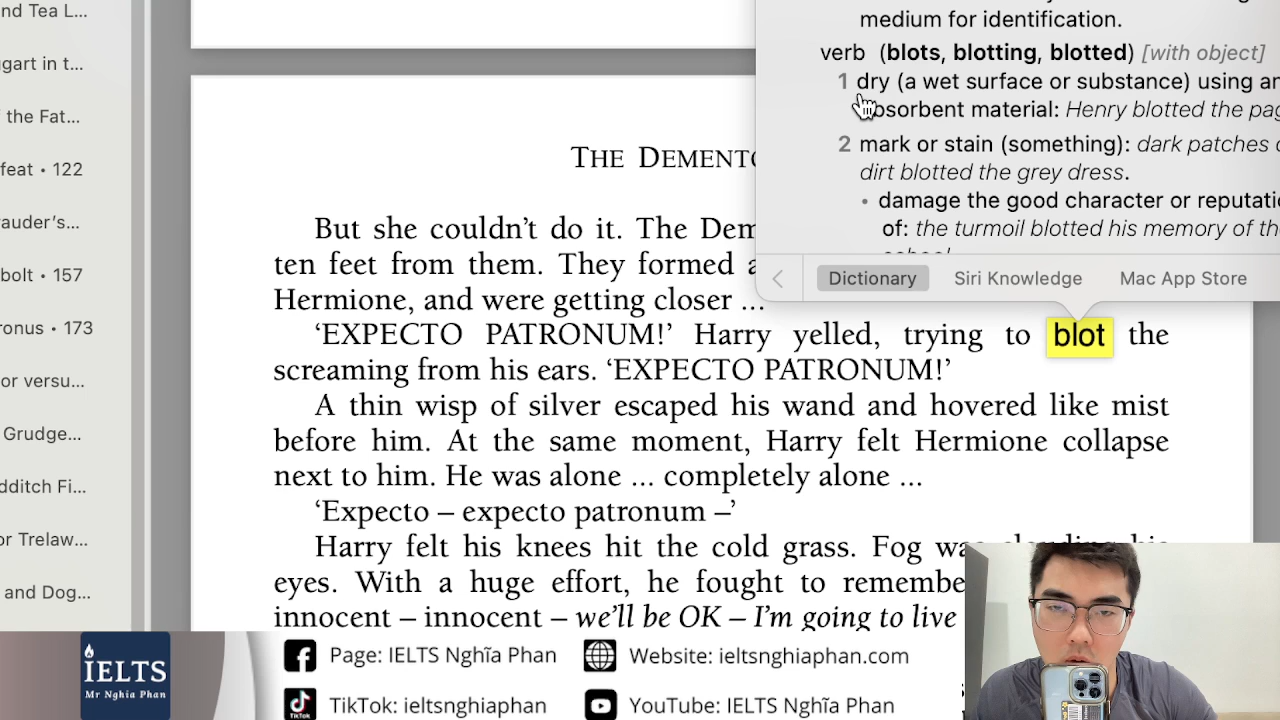 nd Tea L...
gart in t...
f the Fat...
feat • 122
rauder's...
bolt • 157
ronus • 173
or versu...
Grudge...
dditch Fi...
or Trelaw...
and Dog...
medium for identification.
verb (blots, blotting, blotted) [with object]
1 dry (a wet surface or substance) using an
absorbent material: Henry blotted the pag
2 mark or stain (something): dark patches o
dirt blotted the grey dress.
• damage the good character or reputatio
of: the turmoil blotted his memory of the
Dictionary
Siri Knowledge
Mac App Store
THE DEMENTO
But she couldn't do it. The Dem
ten feet from them. They formed a
Hermione, and were getting closer ...
'EXPECTO PATRONUM!' Harry yelled, trying to blot the
screaming from his ears. 'EXPECTO PATRONUM!'
A thin wisp of silver escaped his wand and hovered like mist
before him. At the same moment, Harry felt Hermione collapse
next to him. He was alone ... completely alone ...
'Expecto – expecto patronum –'
Harry felt his knees hit the cold grass. Fog was clouding his
eyes. With a huge effort, he fought to remembe
innocent – innocent – we'll be OK – I'm going to live
IELTS
Mr Nghia Phan
Page: IELTS Nghĩa Phan
Website: ieltsnghiaphan.com
TikTok: ieltsnghiaphan
YouTube: IELTS Nghĩa Phan